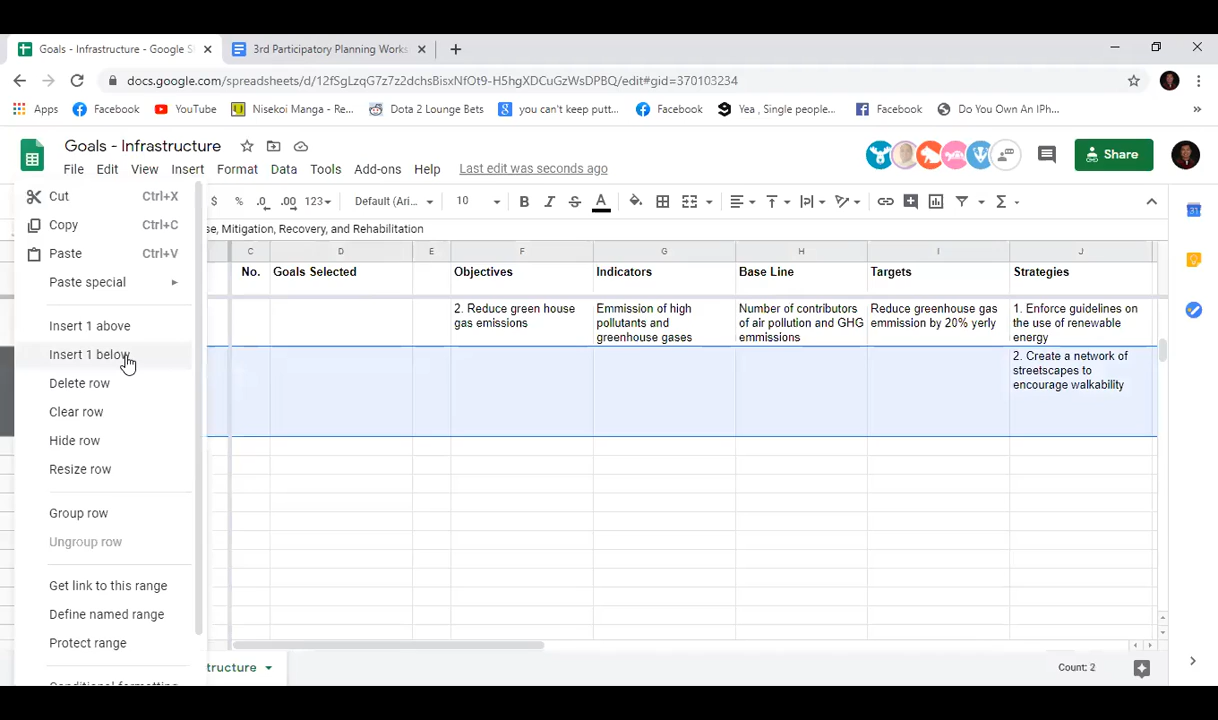 Goals - Infrastructure - Google S
3rd Participatory Planning Works
docs.google.com/spreadsheets/d/12fSgLzqG7z7z2dchsBisxNfOt9-H5hgXDCuGzWsDPBQ/edit#gid=370103234
Apps
Facebook
YouTube
Nisekoi Manga - Re...
Dota 2 Lounge Bets
you can't keep putt...
Facebook
Yea , Single people...
Facebook
Do You Own An IPh...
Goals - Infrastructure
Share
File Edit View Insert Format Data Tools Add-ons Help Last edit was seconds ago
$ % .0 .00 123 Default (Ari... 10 B I S A
se, Mitigation, Recovery, and Rehabilitation
Cut Ctrl+X
Copy Ctrl+C
Paste Ctrl+V
Paste special
Insert 1 above
Insert 1 below
Delete row
Clear row
Hide row
Resize row
Group row
Ungroup row
Get link to this range
Define named range
Protect range
Conditional formatting
C D E F G H I J
No. Goals Selected Objectives Indicators Base Line Targets Strategies
2. Reduce green house
gas emissions
Emmission of high
pollutants and
greenhouse gases
Number of contributors
of air pollution and GHG
emmissions
Reduce greenhouse gas
emmission by 20% yerly
1. Enforce guidelines on
the use of renewable
energy
2. Create a network of
streetscapes to
encourage walkability
tructure
Count: 2
31